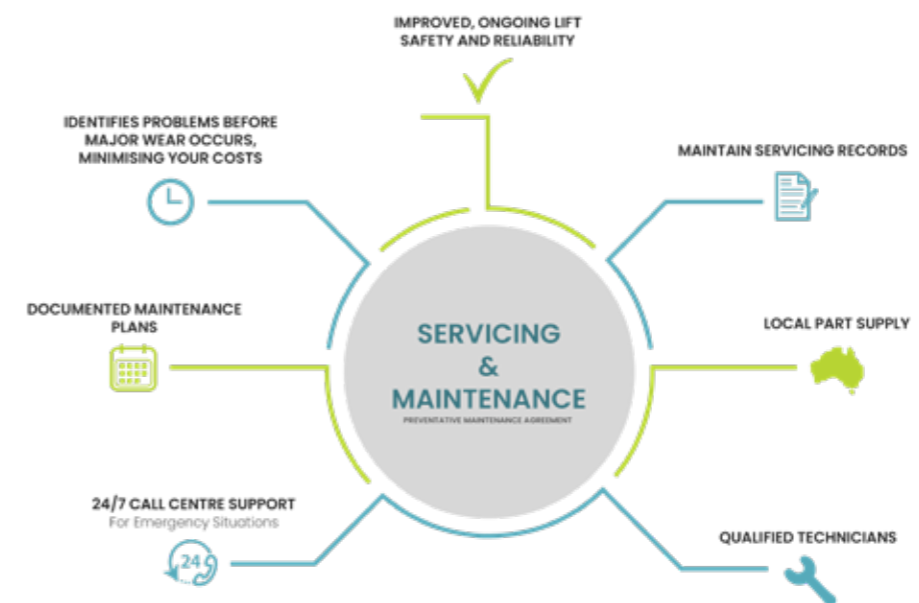 IMPROVED, ONGOING LIFT
SAFETY AND RELIABILITY
IDENTIFIES PROBLEMS BEFORE
MAJOR WEAR OCCURS,
MINIMISING YOUR COSTS
MAINTAIN SERVICING RECORDS
DOCUMENTED MAINTENANCE
PLANS
LOCAL PART SUPPLY
SERVICING
&
MAINTENANCE
PREVENTATIVE MAINTENANCE AGREEMENT
24/7 CALL CENTRE SUPPORT
For Emergency Situations
24
QUALIFIED TECHNICIANS